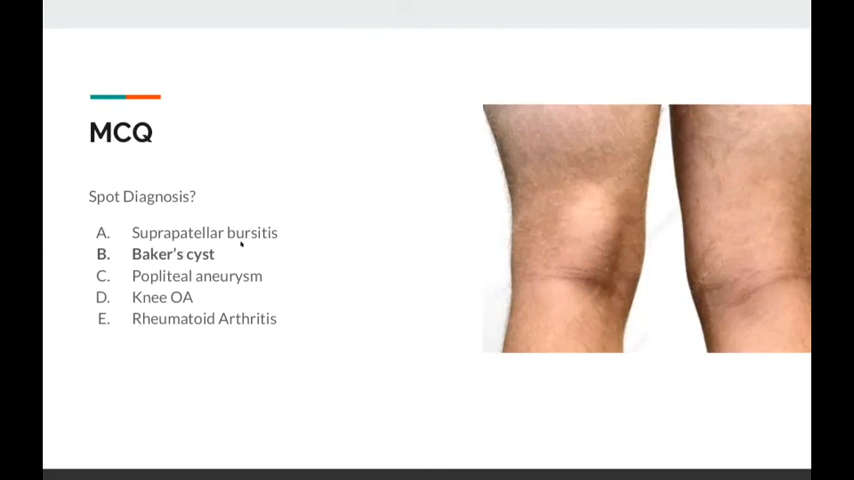 MCQ
Spot Diagnosis?
A. Suprapatellar bursitis
B. Baker's cyst
C. Popliteal aneurysm
D. Knee OA
E. Rheumatoid Arthritis